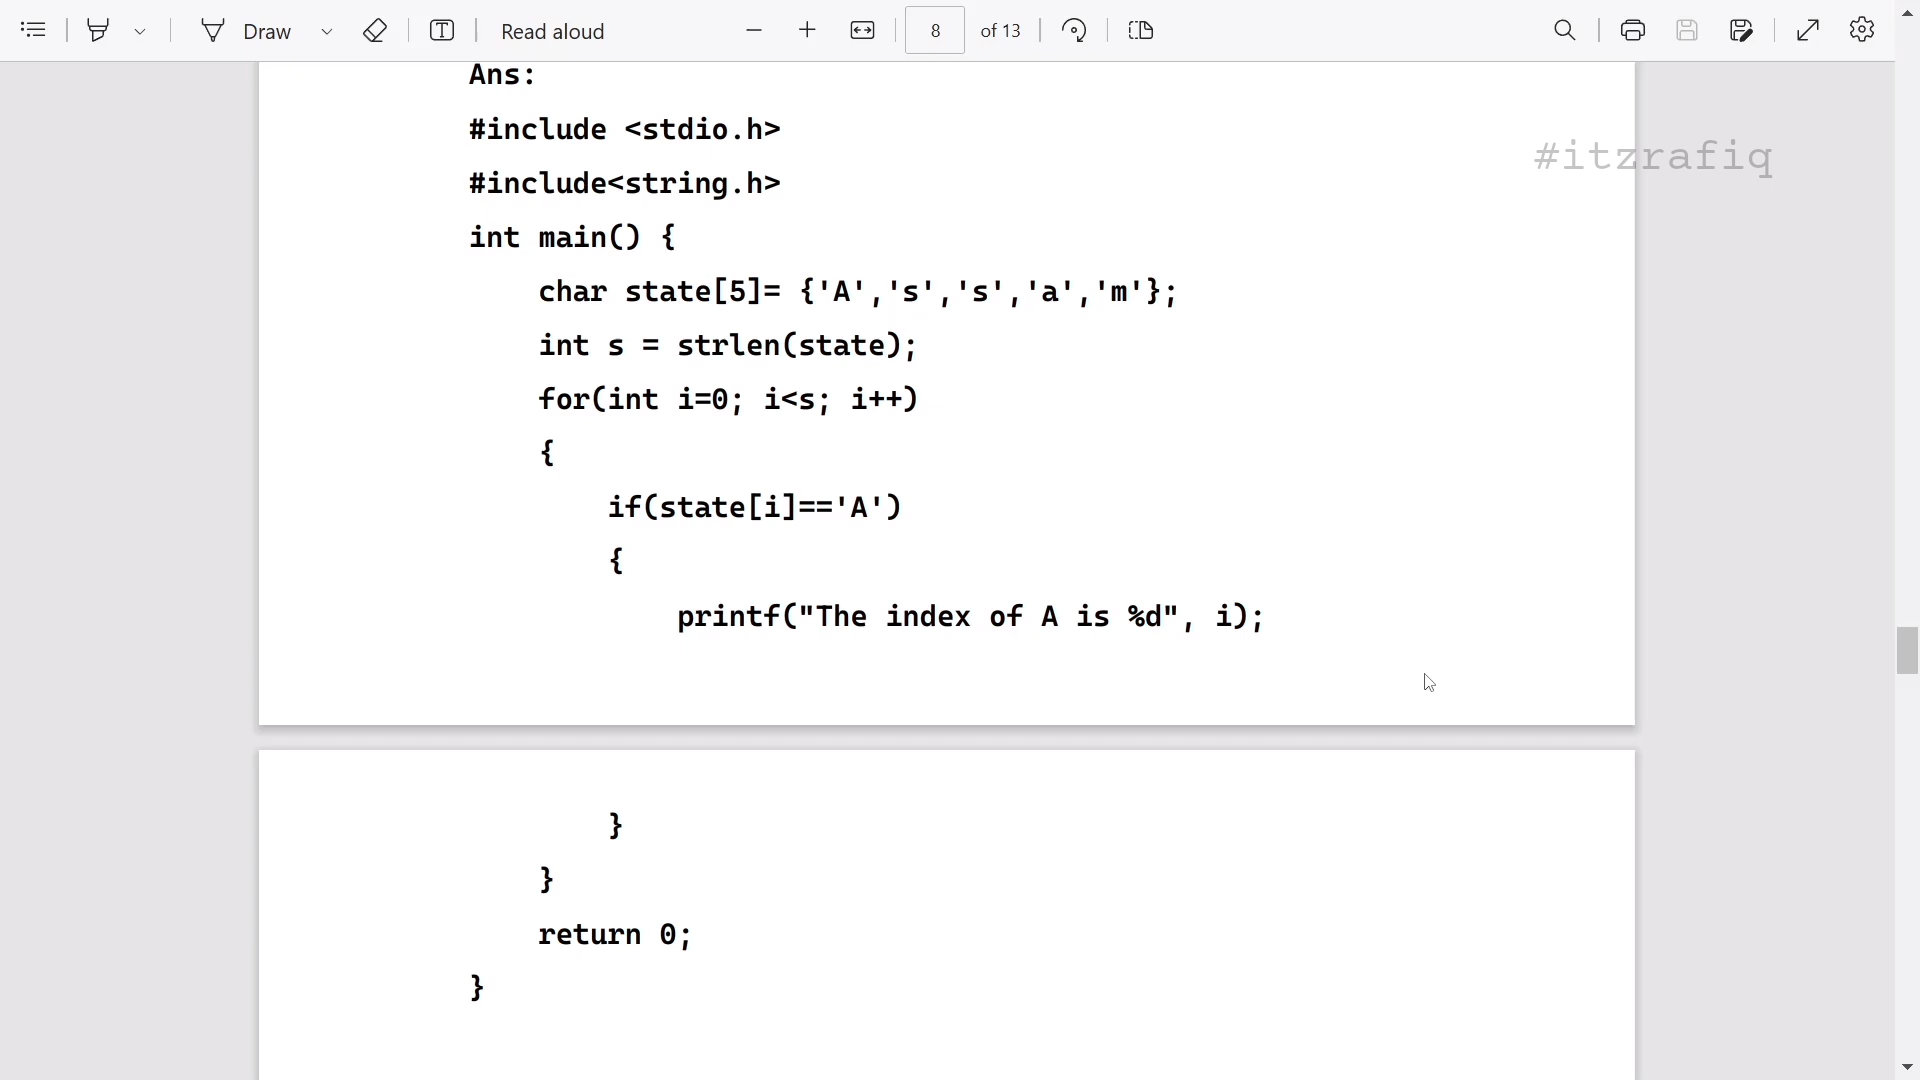 Draw
Read aloud
8 of 13
#itzrafiq
Ans:
#include <stdio.h>
#include<string.h>
int main() {
char state[5]= {'A','s','s','a','m'};
int s = strlen(state);
for(int i=0; i<s; i++)
{
if(state[i]=='A')
{
printf("The index of A is %d", i);
}
}
return 0;
}